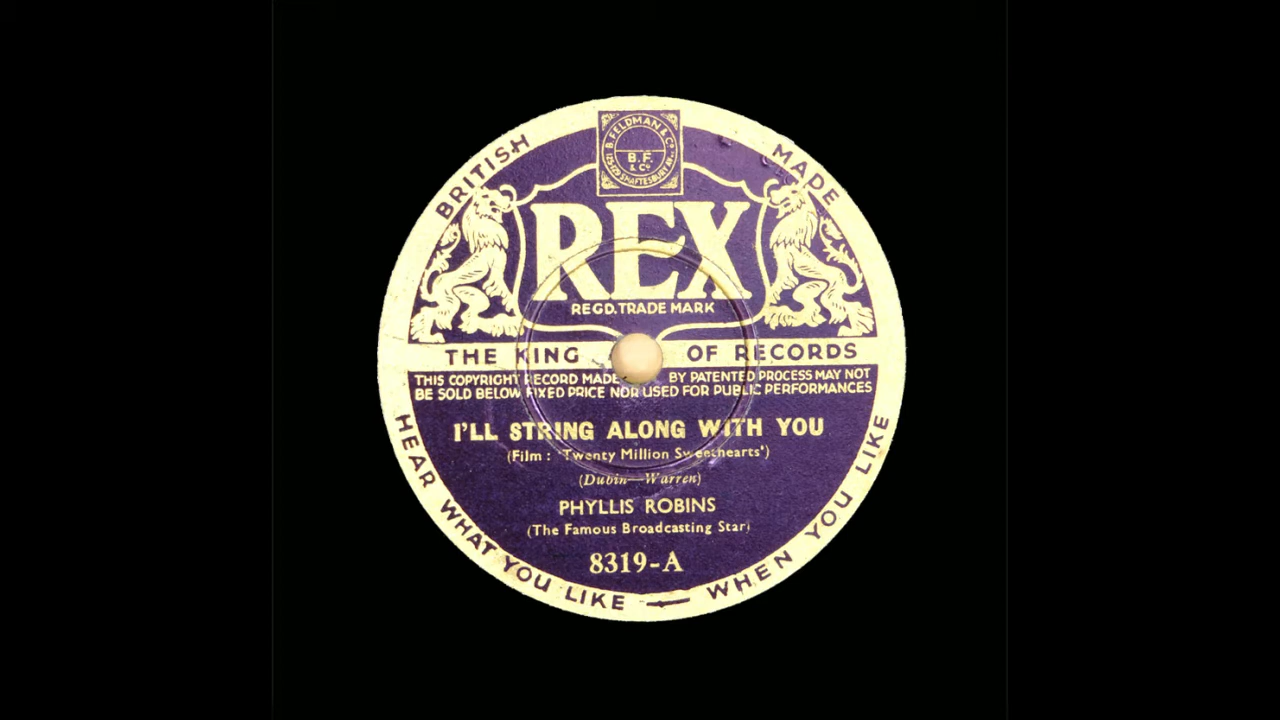 BRITISH MADE
B. FELDMAN & Co
125-129 SHAFTESBURY AV.
B.F.
& Co
REX
REGD. TRADE MARK
THE KING OF RECORDS
THIS COPYRIGHT RECORD MADE BY PATENTED PROCESS MAY NOT
BE SOLD BELOW FIXED PRICE NOR USED FOR PUBLIC PERFORMANCES
I'LL STRING ALONG WITH YOU
(Film : 'Twenty Million Sweethearts')
(Dubin—Warren)
PHYLLIS ROBINS
(The Famous Broadcasting Star)
8319-A
HEAR WHAT YOU LIKE — WHEN YOU LIKE